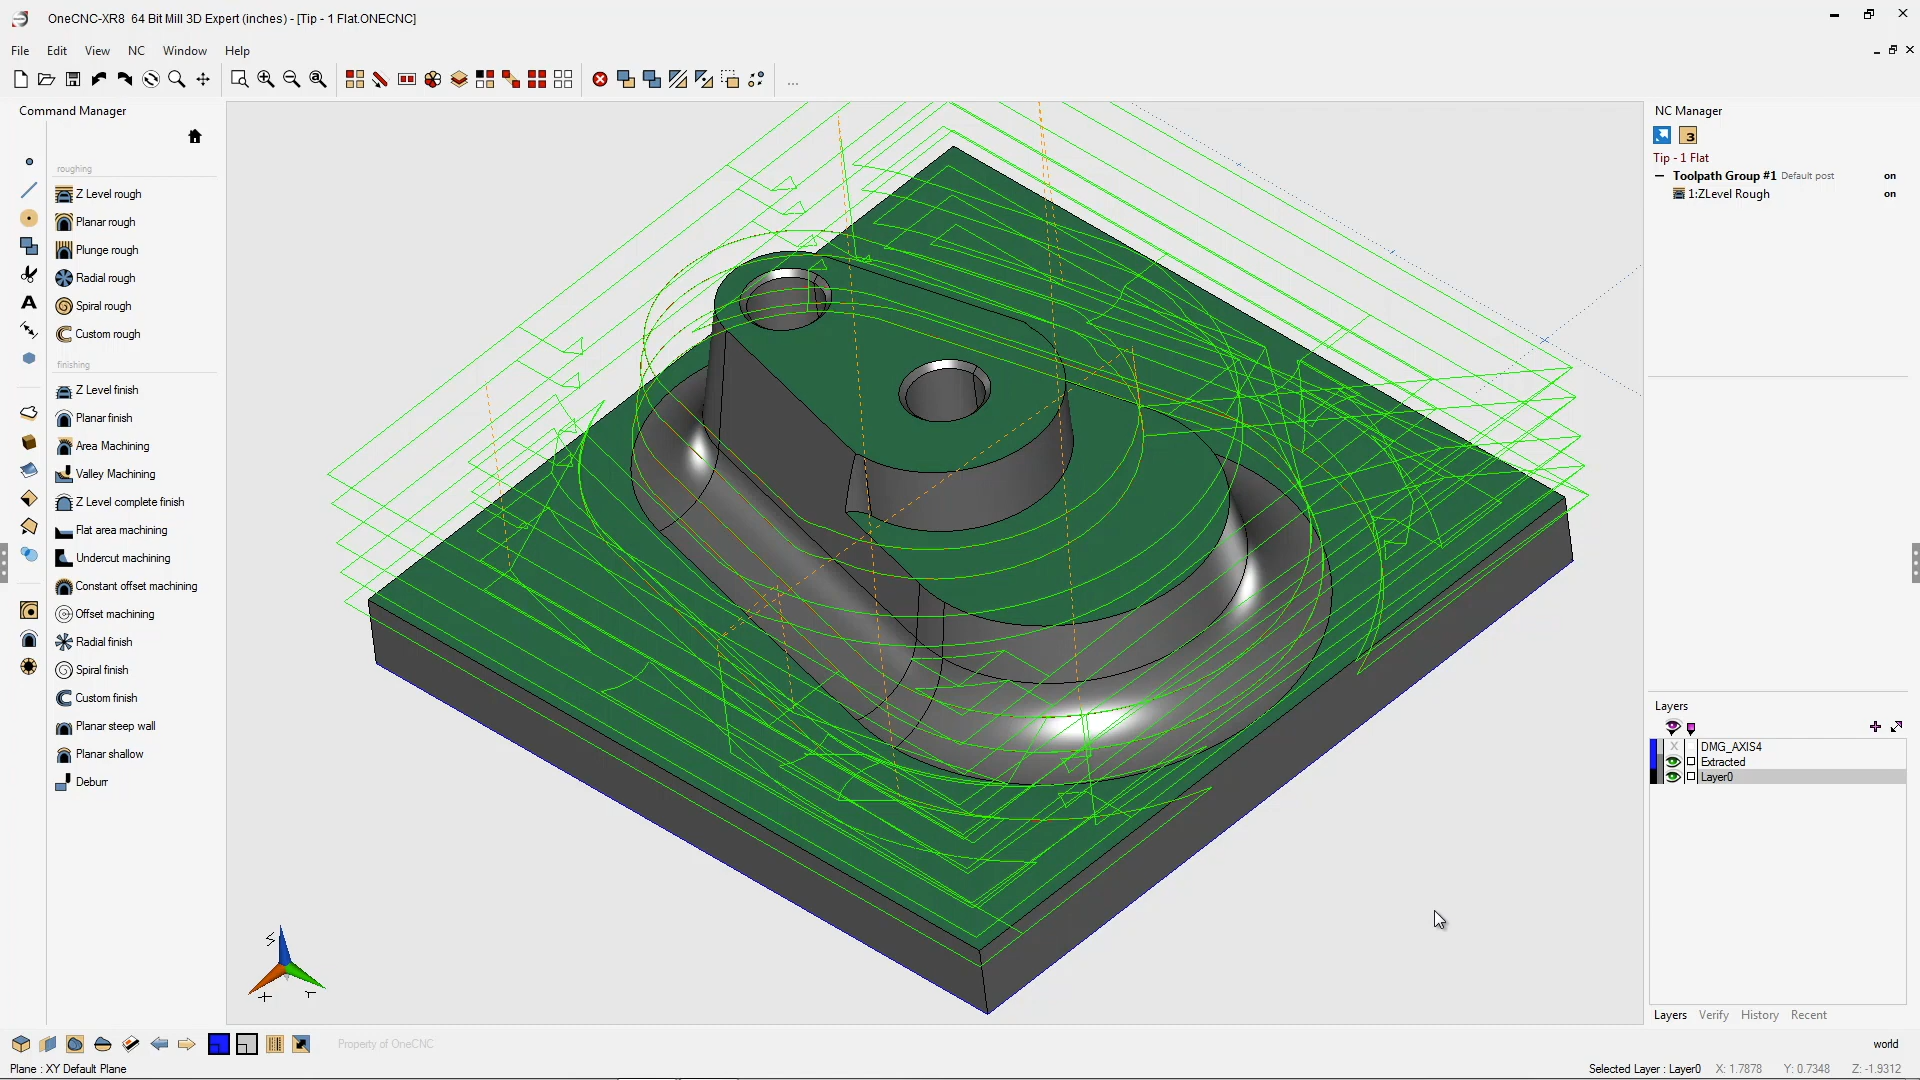 OneCNC-XR8 64 Bit Mill 3D Expert (inches) - [Tip - 1 Flat.ONECNC]
File Edit View NC Window Help
...
Command Manager
roughing
Z Level rough
Planar rough
Plunge rough
Radial rough
Spiral rough
Custom rough
finishing
Z Level finish
Planar finish
Area Machining
Valley Machining
Z Level complete finish
Flat area machining
Undercut machining
Constant offset machining
Offset machining
Radial finish
Spiral finish
Custom finish
Planar steep wall
Planar shallow
Deburr
NC Manager
3
Tip - 1 Flat
Toolpath Group #1 Default post on
1:ZLevel Rough on
Layers
DMG_AXIS4
Extracted
Layer0
Layers Verify History Recent
Property of OneCNC
world
Plane : XY Default Plane
Selected Layer : Layer0 X: 1.7878 Y: 0.7348 Z: -1.9312